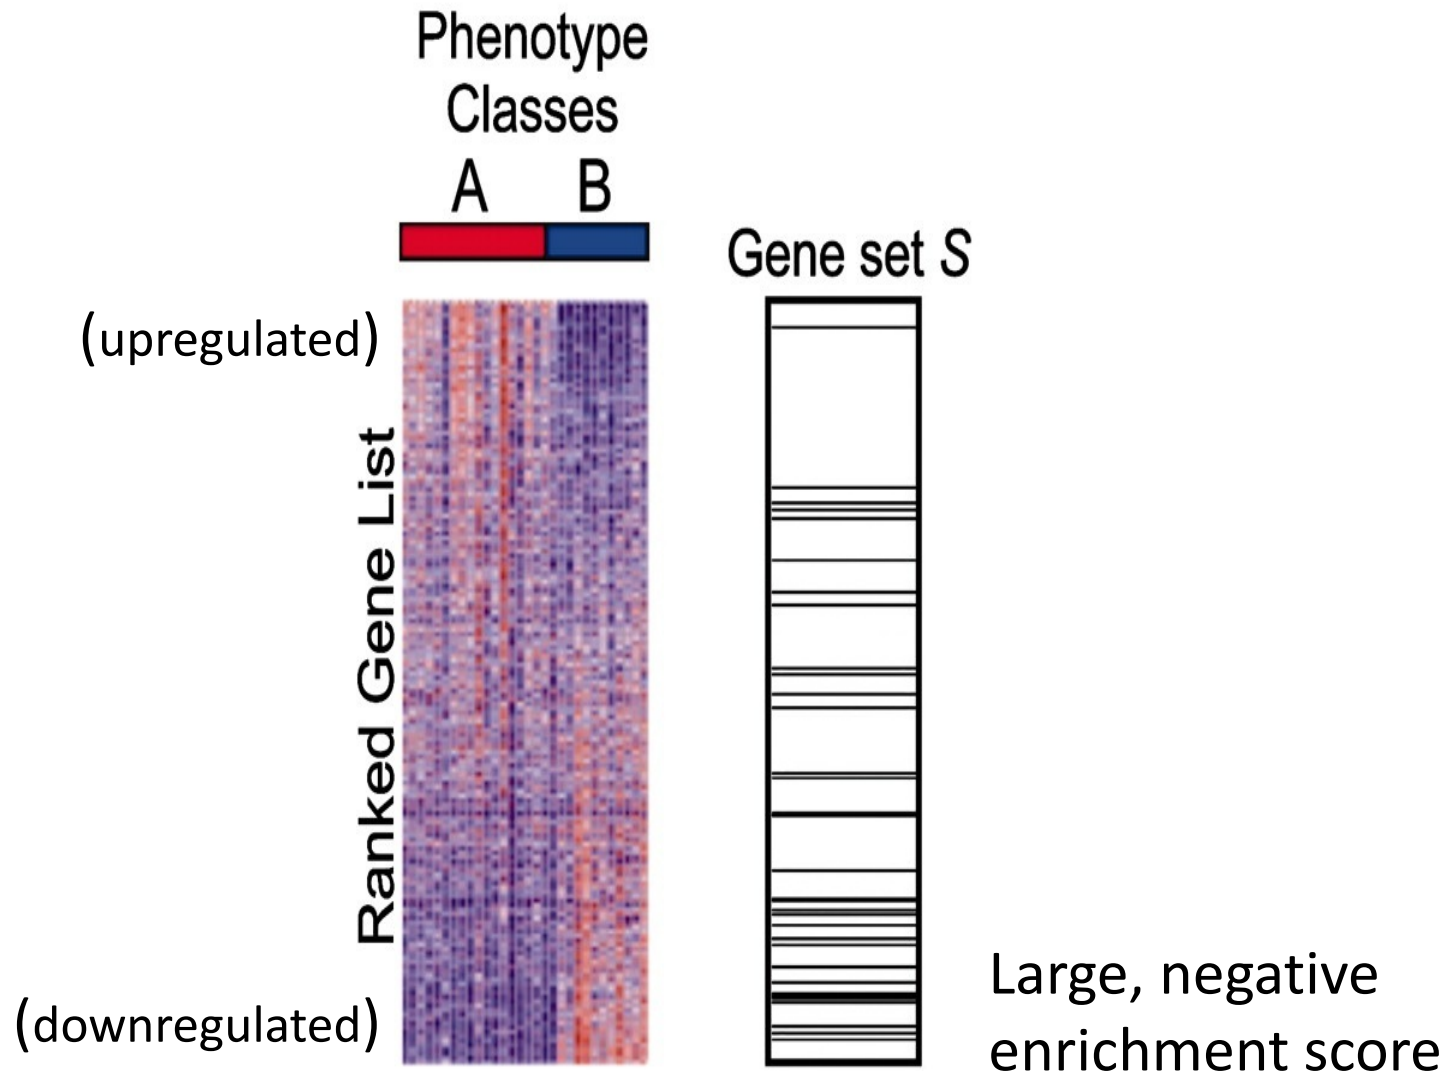 Phenotype
Classes
A B
Gene set S
(upregulated)
Ranked Gene List
(downregulated)
Large, negative
enrichment score